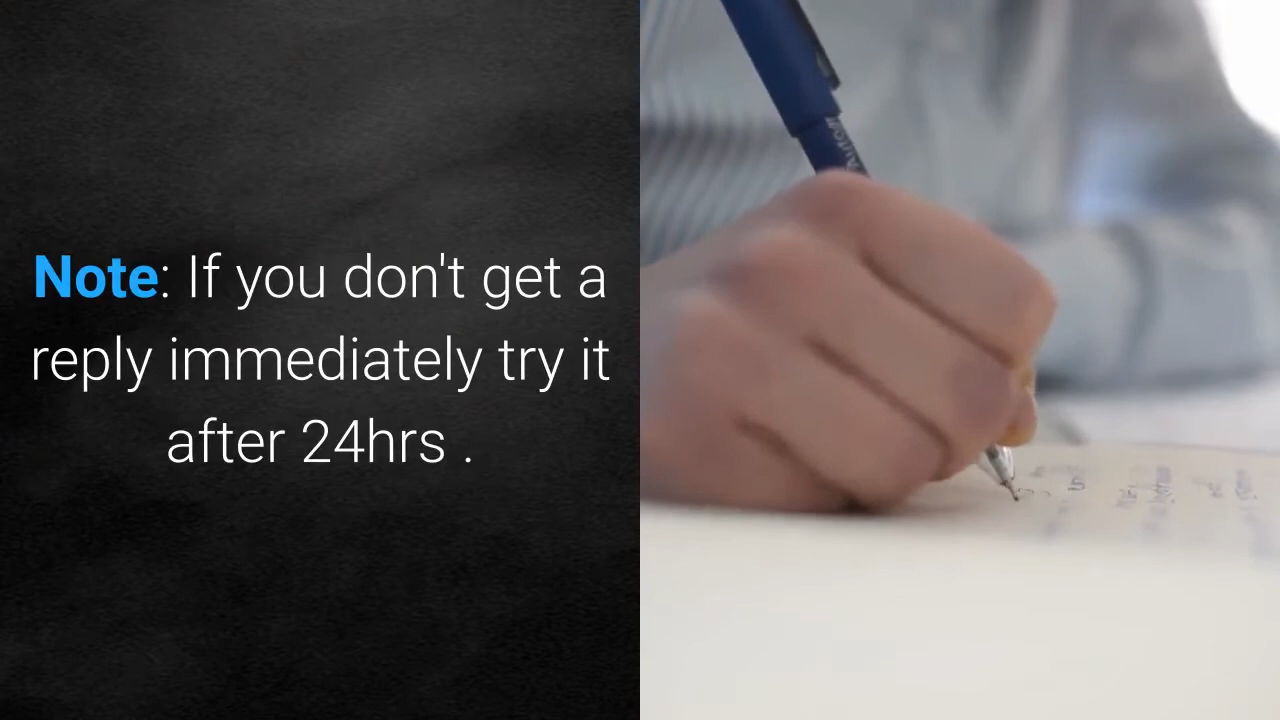 Note: If you don't get a
reply immediately try it
after 24hrs .